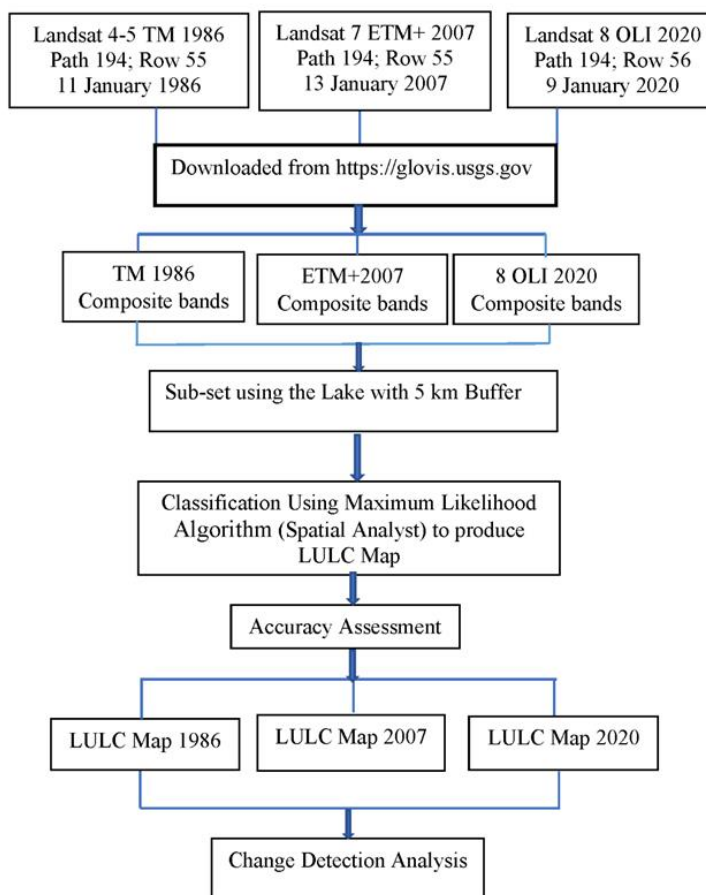 Landsat 4-5 TM 1986
Path 194; Row 55
11 January 1986
Landsat 7 ETM+ 2007
Path 194; Row 55
13 January 2007
Landsat 8 OLI 2020
Path 194; Row 56
9 January 2020
Downloaded from https://glovis.usgs.gov
TM 1986
Composite bands
ETM+2007
Composite bands
8 OLI 2020
Composite bands
Sub-set using the Lake with 5 km Buffer
Classification Using Maximum Likelihood
Algorithm (Spatial Analyst) to produce
LULC Map
Accuracy Assessment
LULC Map 1986
LULC Map 2007
LULC Map 2020
Change Detection Analysis